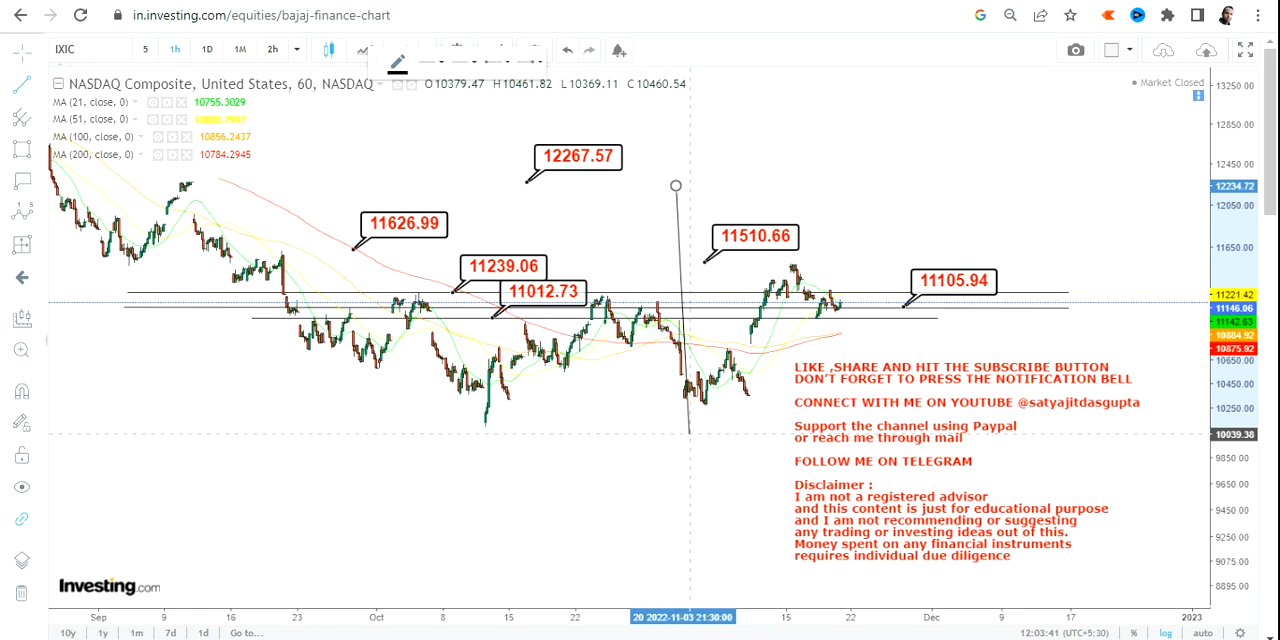 in.investing.com/equities/bajaj-finance-chart
IXIC 5 1h 1D 1M 2h
NASDAQ Composite, United States, 60, NASDAQ O10379.47 H10461.82 L10369.11 C10460.54
Market Closed
MA (21, close, 0) 10755.3029
MA (51, close, 0)
MA (100, close, 0) 10856.2437
MA (200, close, 0) 10784.2945
12267.57
11626.99
11510.66
11239.06
11012.73
11105.94
13250.00
12850.00
12450.00
12234.72
12050.00
11650.00
11221.42
11146.06
11142.63
10884.92
10875.92
10650.00
10450.00
10250.00
10039.38
9850.00
9650.00
9450.00
9250.00
9075.00
8895.00
LIKE ,SHARE AND HIT THE SUBSCRIBE BUTTON
DON'T FORGET TO PRESS THE NOTIFICATION BELL
CONNECT WITH ME ON YOUTUBE @satyajitdasgupta
Support the channel using Paypal
or reach me through mail
FOLLOW ME ON TELEGRAM
Disclaimer :
I am not a registered advisor
and this content is just for educational purpose
and I am not recommending or suggesting
any trading or investing ideas out of this.
Money spent on any financial instruments
requires individual due diligence
Investing.com
Sep 9 16 23 Oct 8 15 22 20 2022-11-03 21:30:00 15 22 Dec 9 17 2023
10y 1y 1m 7d 1d Go to... 12:03:41 (UTC+5:30) % log auto